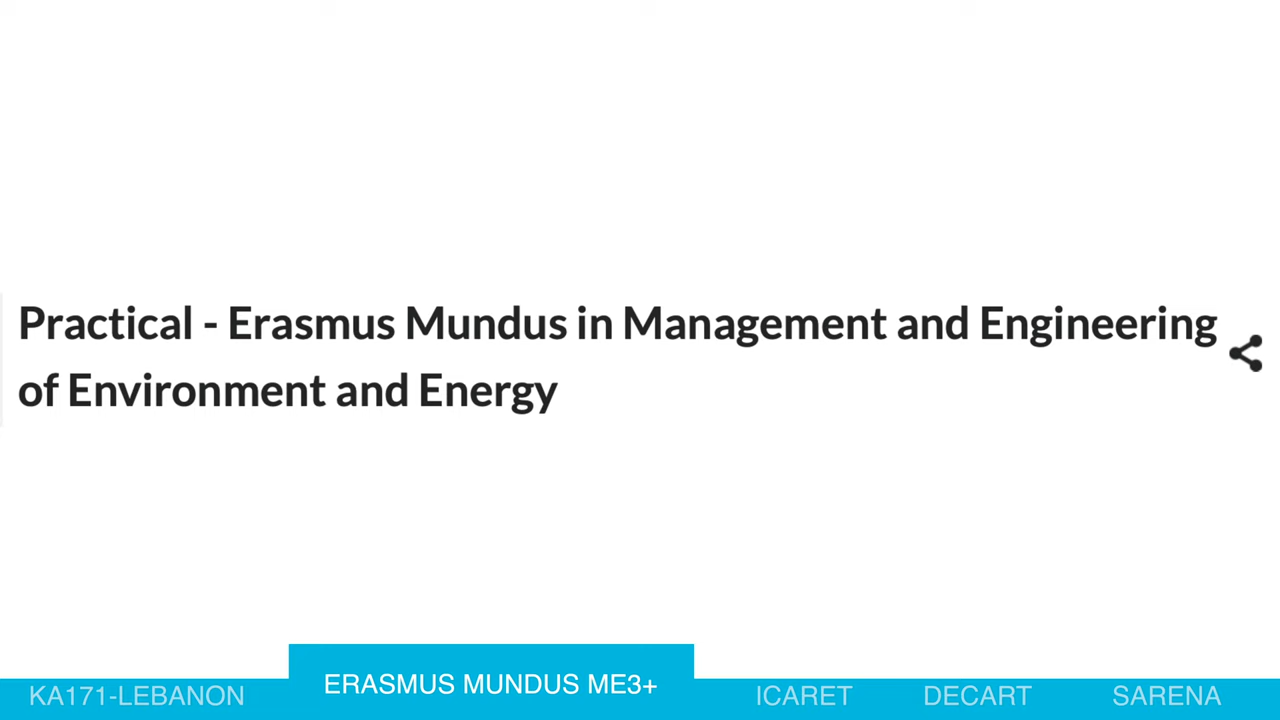 Practical - Erasmus Mundus in Management and Engineering
of Environment and Energy
KA171-LEBANON
ERASMUS MUNDUS ME3+
ICARET
DECART
SARENA